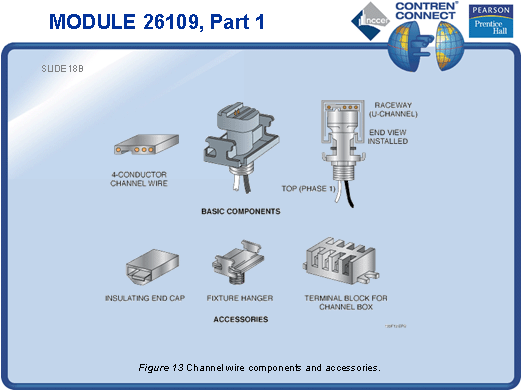 MODULE 26109, Part 1
nccer
CONTREN®
CONNECT
PEARSON
Prentice
Hall
SLIDE 18B
RACEWAY
(U-CHANNEL)
END VIEW
INSTALLED
4-CONDUCTOR
CHANNEL WIRE
TOP (PHASE 1)
BASIC COMPONENTS
INSULATING END CAP
FIXTURE HANGER
TERMINAL BLOCK FOR
CHANNEL BOX
ACCESSORIES
Figure 13 Channel wire components and accessories.